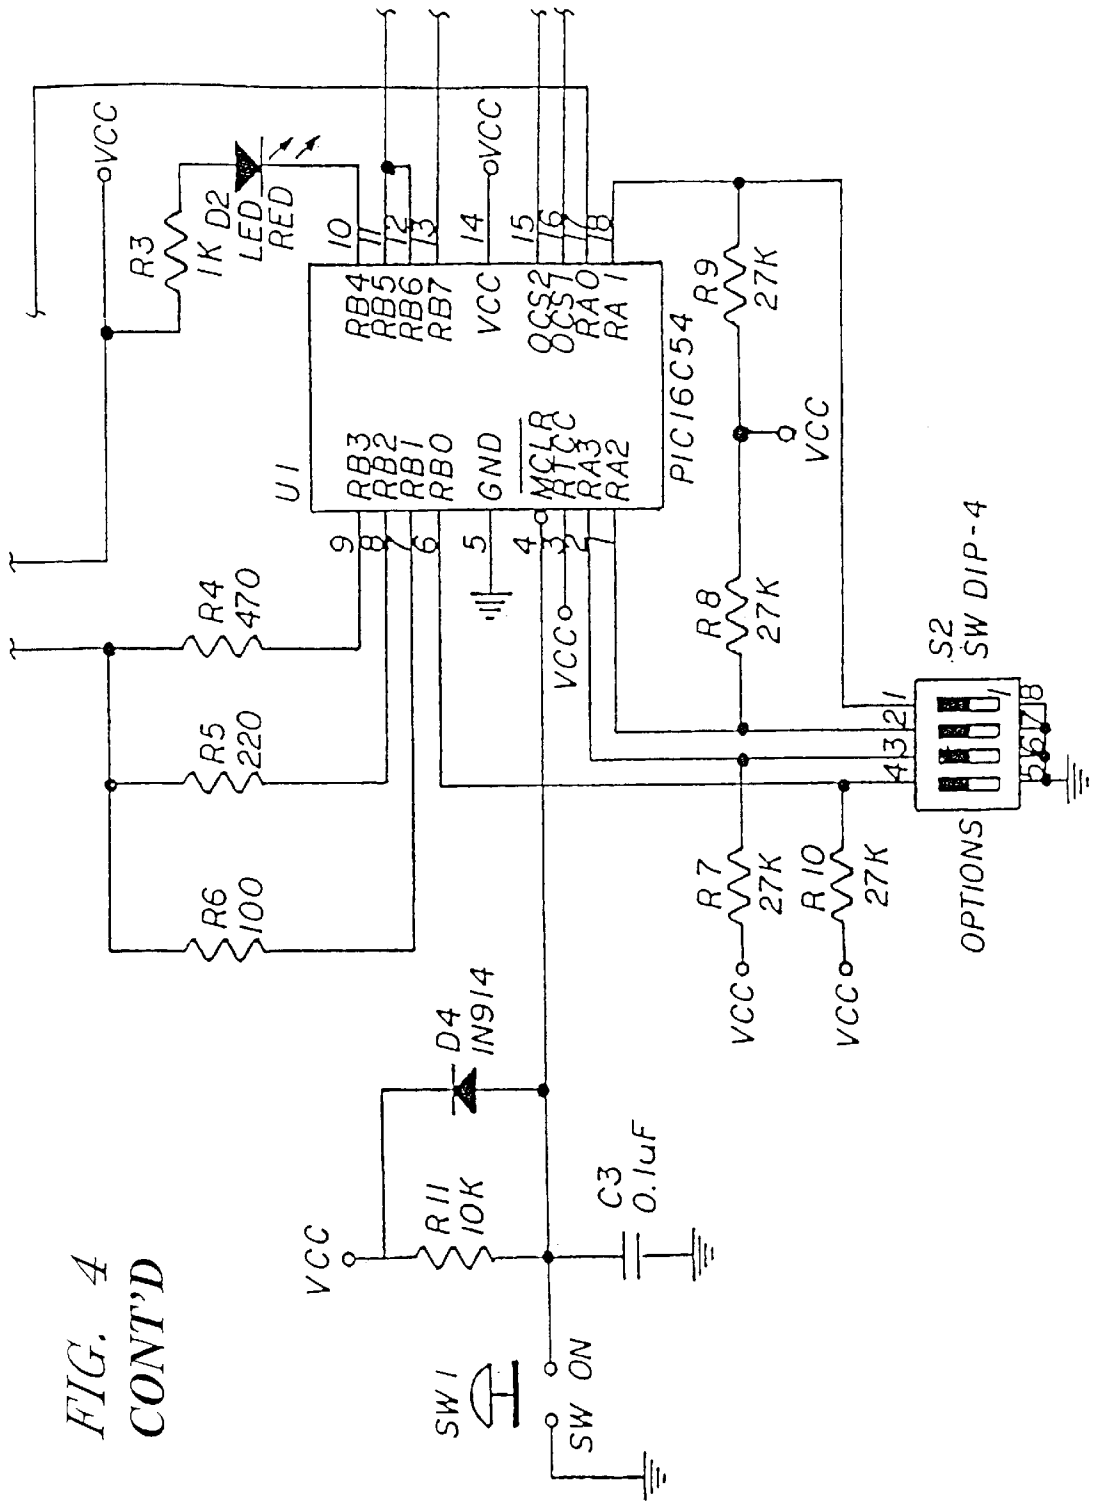 FIG. 4
CONT'D
VCC
R3
1K
D2
LED
RED
R4
470
R5
220
R6
100
U1
10
11
12
13
14
VCC
15
16
17
18
RB4
RB5
RB6
RB7
VCC
OCS2
OCS1
RA0
RA1
RB3
RB2
RB1
RB0
GND
MCLR
RTCC
RA3
RA2
9
8
7
6
5
4
3
2
1
PIC16C54
VCC
R9
27K
VCC
R8
27K
R7
27K
VCC
R10
27K
VCC
S2
SW DIP-4
1
2
3
4
1
8
7
6
5
OPTIONS
D4
1N914
VCC
R11
10K
C3
0.1uF
SW1
SW ON